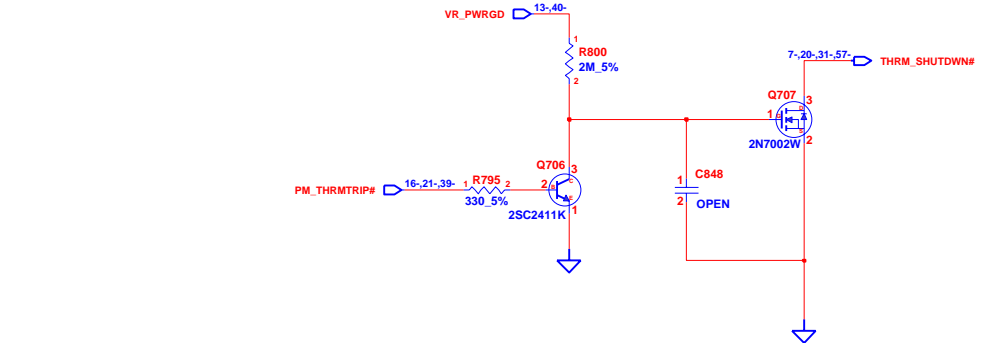 VR_PWRGD 13-,40-
1
R800
2M_5%
2
7-,20-,31-,57- THRM_SHUTDWN#
Q707
1
3
D
G
S
2
2N7002W
Q706
3
C
PM_THRMTRIP# 16-,21-,39- 1 R795 2
330_5%
2
B
E
2SC2411K
1
C848
1
2
OPEN